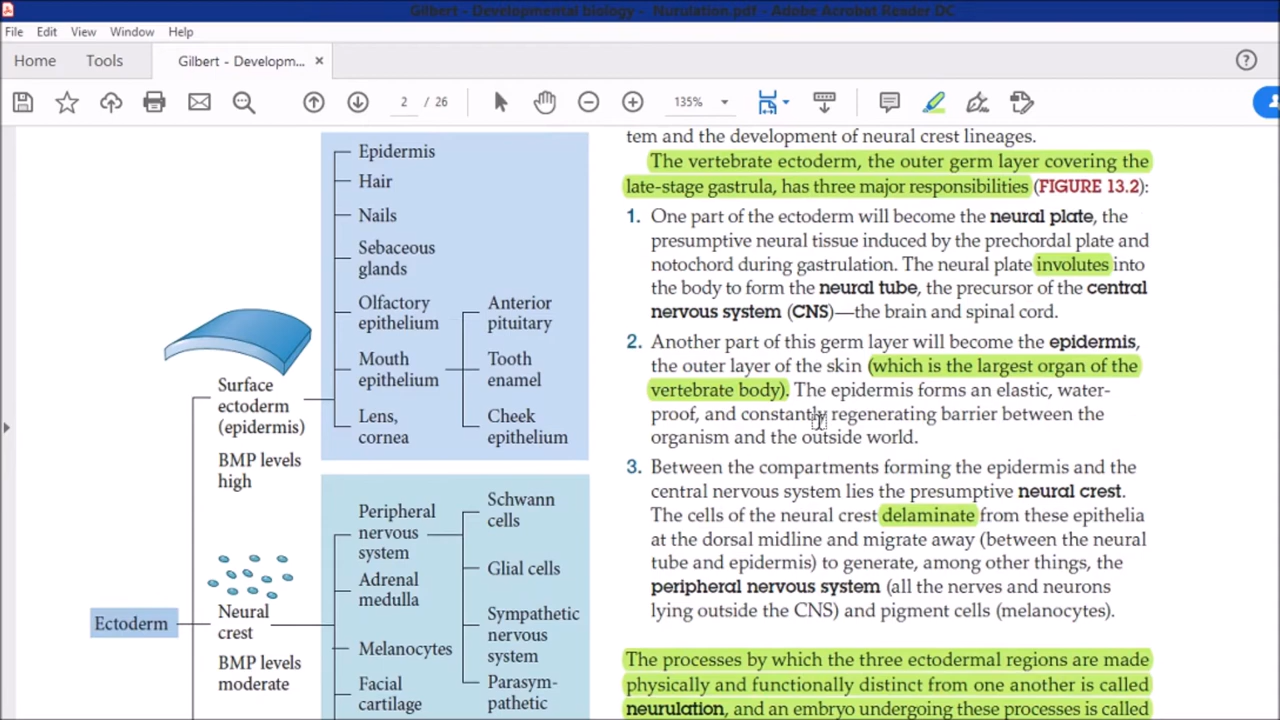 Gilbert - Developmental biology - Nurulation.pdf - Adobe Acrobat Reader DC
File Edit View Window Help
Home Tools Gilbert - Developm... ×
2 / 26 135%
Epidermis
Hair
Nails
Sebaceous
glands
Olfactory
epithelium
Mouth
epithelium
Lens,
cornea
Anterior
pituitary
Tooth
enamel
Cheek
epithelium
Surface
ectoderm
(epidermis)
BMP levels
high
Peripheral
nervous
system
Adrenal
medulla
Melanocytes
Facial
cartilage
Schwann
cells
Glial cells
Sympathetic
nervous
system
Parasym-
pathetic
Neural
crest
BMP levels
moderate
Ectoderm
tem and the development of neural crest lineages.
The vertebrate ectoderm, the outer germ layer covering the
late-stage gastrula, has three major responsibilities (FIGURE 13.2):
1. One part of the ectoderm will become the neural plate, the
presumptive neural tissue induced by the prechordal plate and
notochord during gastrulation. The neural plate involutes into
the body to form the neural tube, the precursor of the central
nervous system (CNS)—the brain and spinal cord.
2. Another part of this germ layer will become the epidermis,
the outer layer of the skin (which is the largest organ of the
vertebrate body). The epidermis forms an elastic, water-
proof, and constantly regenerating barrier between the
organism and the outside world.
3. Between the compartments forming the epidermis and the
central nervous system lies the presumptive neural crest.
The cells of the neural crest delaminate from these epithelia
at the dorsal midline and migrate away (between the neural
tube and epidermis) to generate, among other things, the
peripheral nervous system (all the nerves and neurons
lying outside the CNS) and pigment cells (melanocytes).
The processes by which the three ectodermal regions are made
physically and functionally distinct from one another is called
neurulation, and an embryo undergoing these processes is called